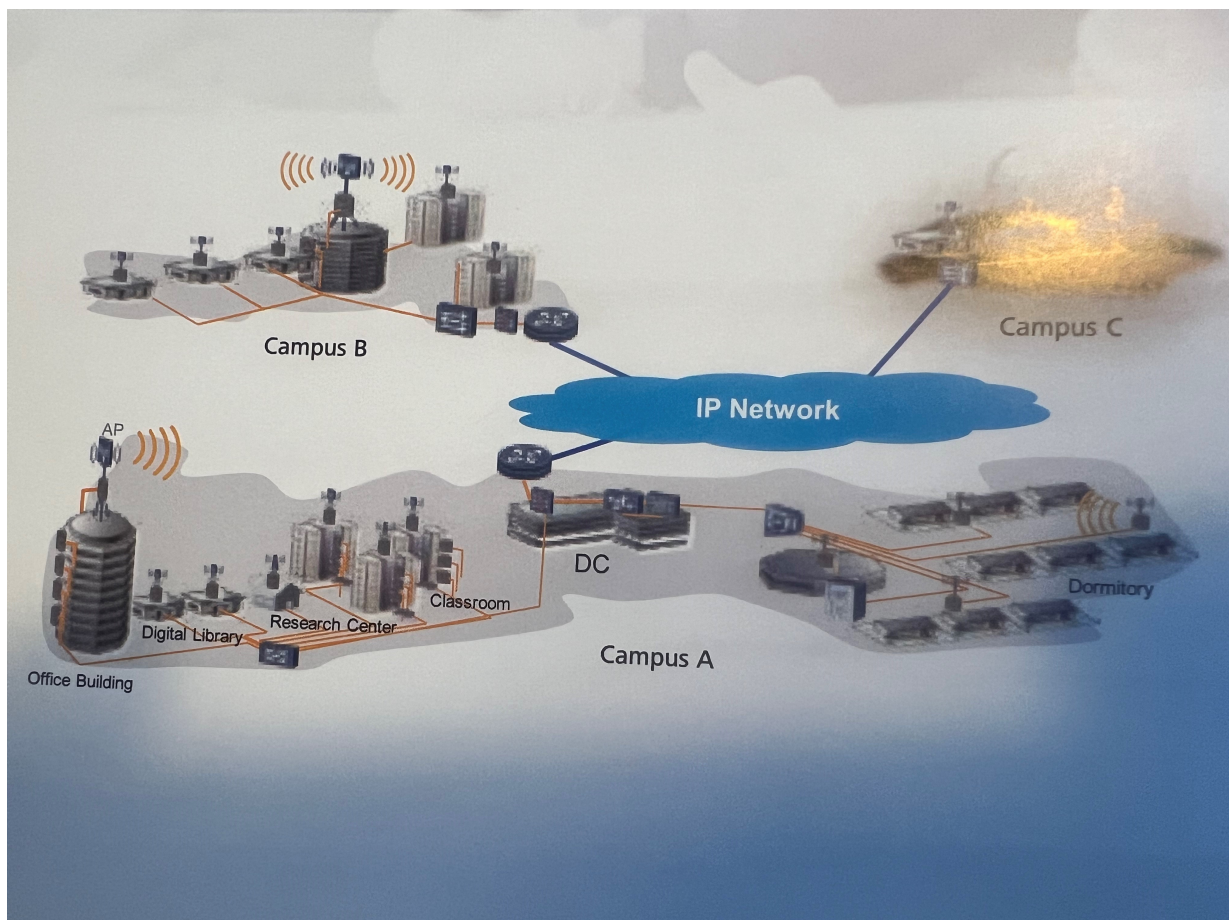 Campus B
Campus C
IP Network
AP
DC
Classroom
Research Center
Digital Library
Dormitory
Campus A
Office Building